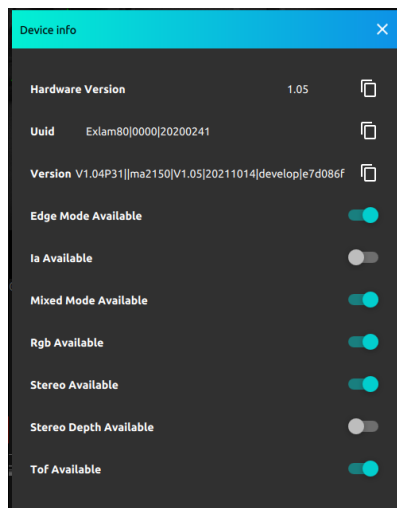 Device info
Hardware Version 1.05
Uuid Exlam80|0000|20200241
Version V1.04P31||ma2150|V1.05|20211014|develop|e7d086f
Edge Mode Available
Ia Available
Mixed Mode Available
Rgb Available
Stereo Available
Stereo Depth Available
Tof Available